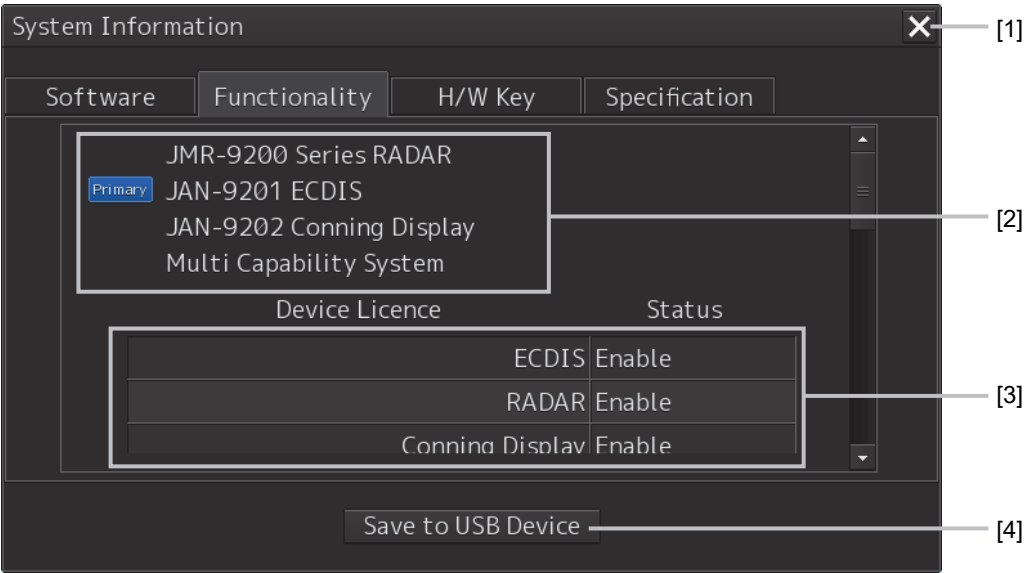 System Information
[1]
Software Functionality H/W Key Specification
JMR-9200 Series RADAR
Primary JAN-9201 ECDIS
[2]
JAN-9202 Conning Display
Multi Capability System
Device Licence Status
ECDIS Enable
RADAR Enable
[3]
Conning Display Enable
Save to USB Device
[4]